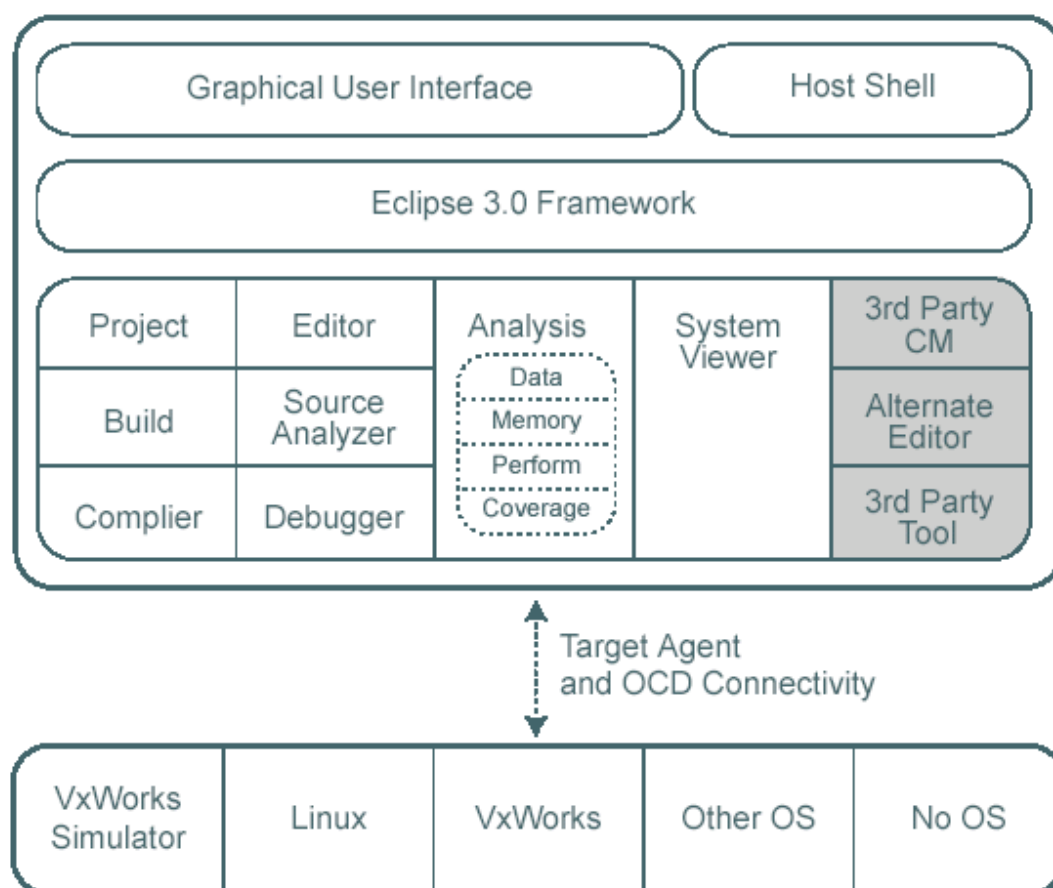 Graphical User Interface
Host Shell
Eclipse 3.0 Framework
Project
Editor
Analysis
System
Viewer
3rd Party
CM
Data
Memory
Perform
Coverage
Build
Source
Analyzer
Alternate
Editor
Complier
Debugger
3rd Party
Tool
Target Agent
and OCD Connectivity
VxWorks
Simulator
Linux
VxWorks
Other OS
No OS